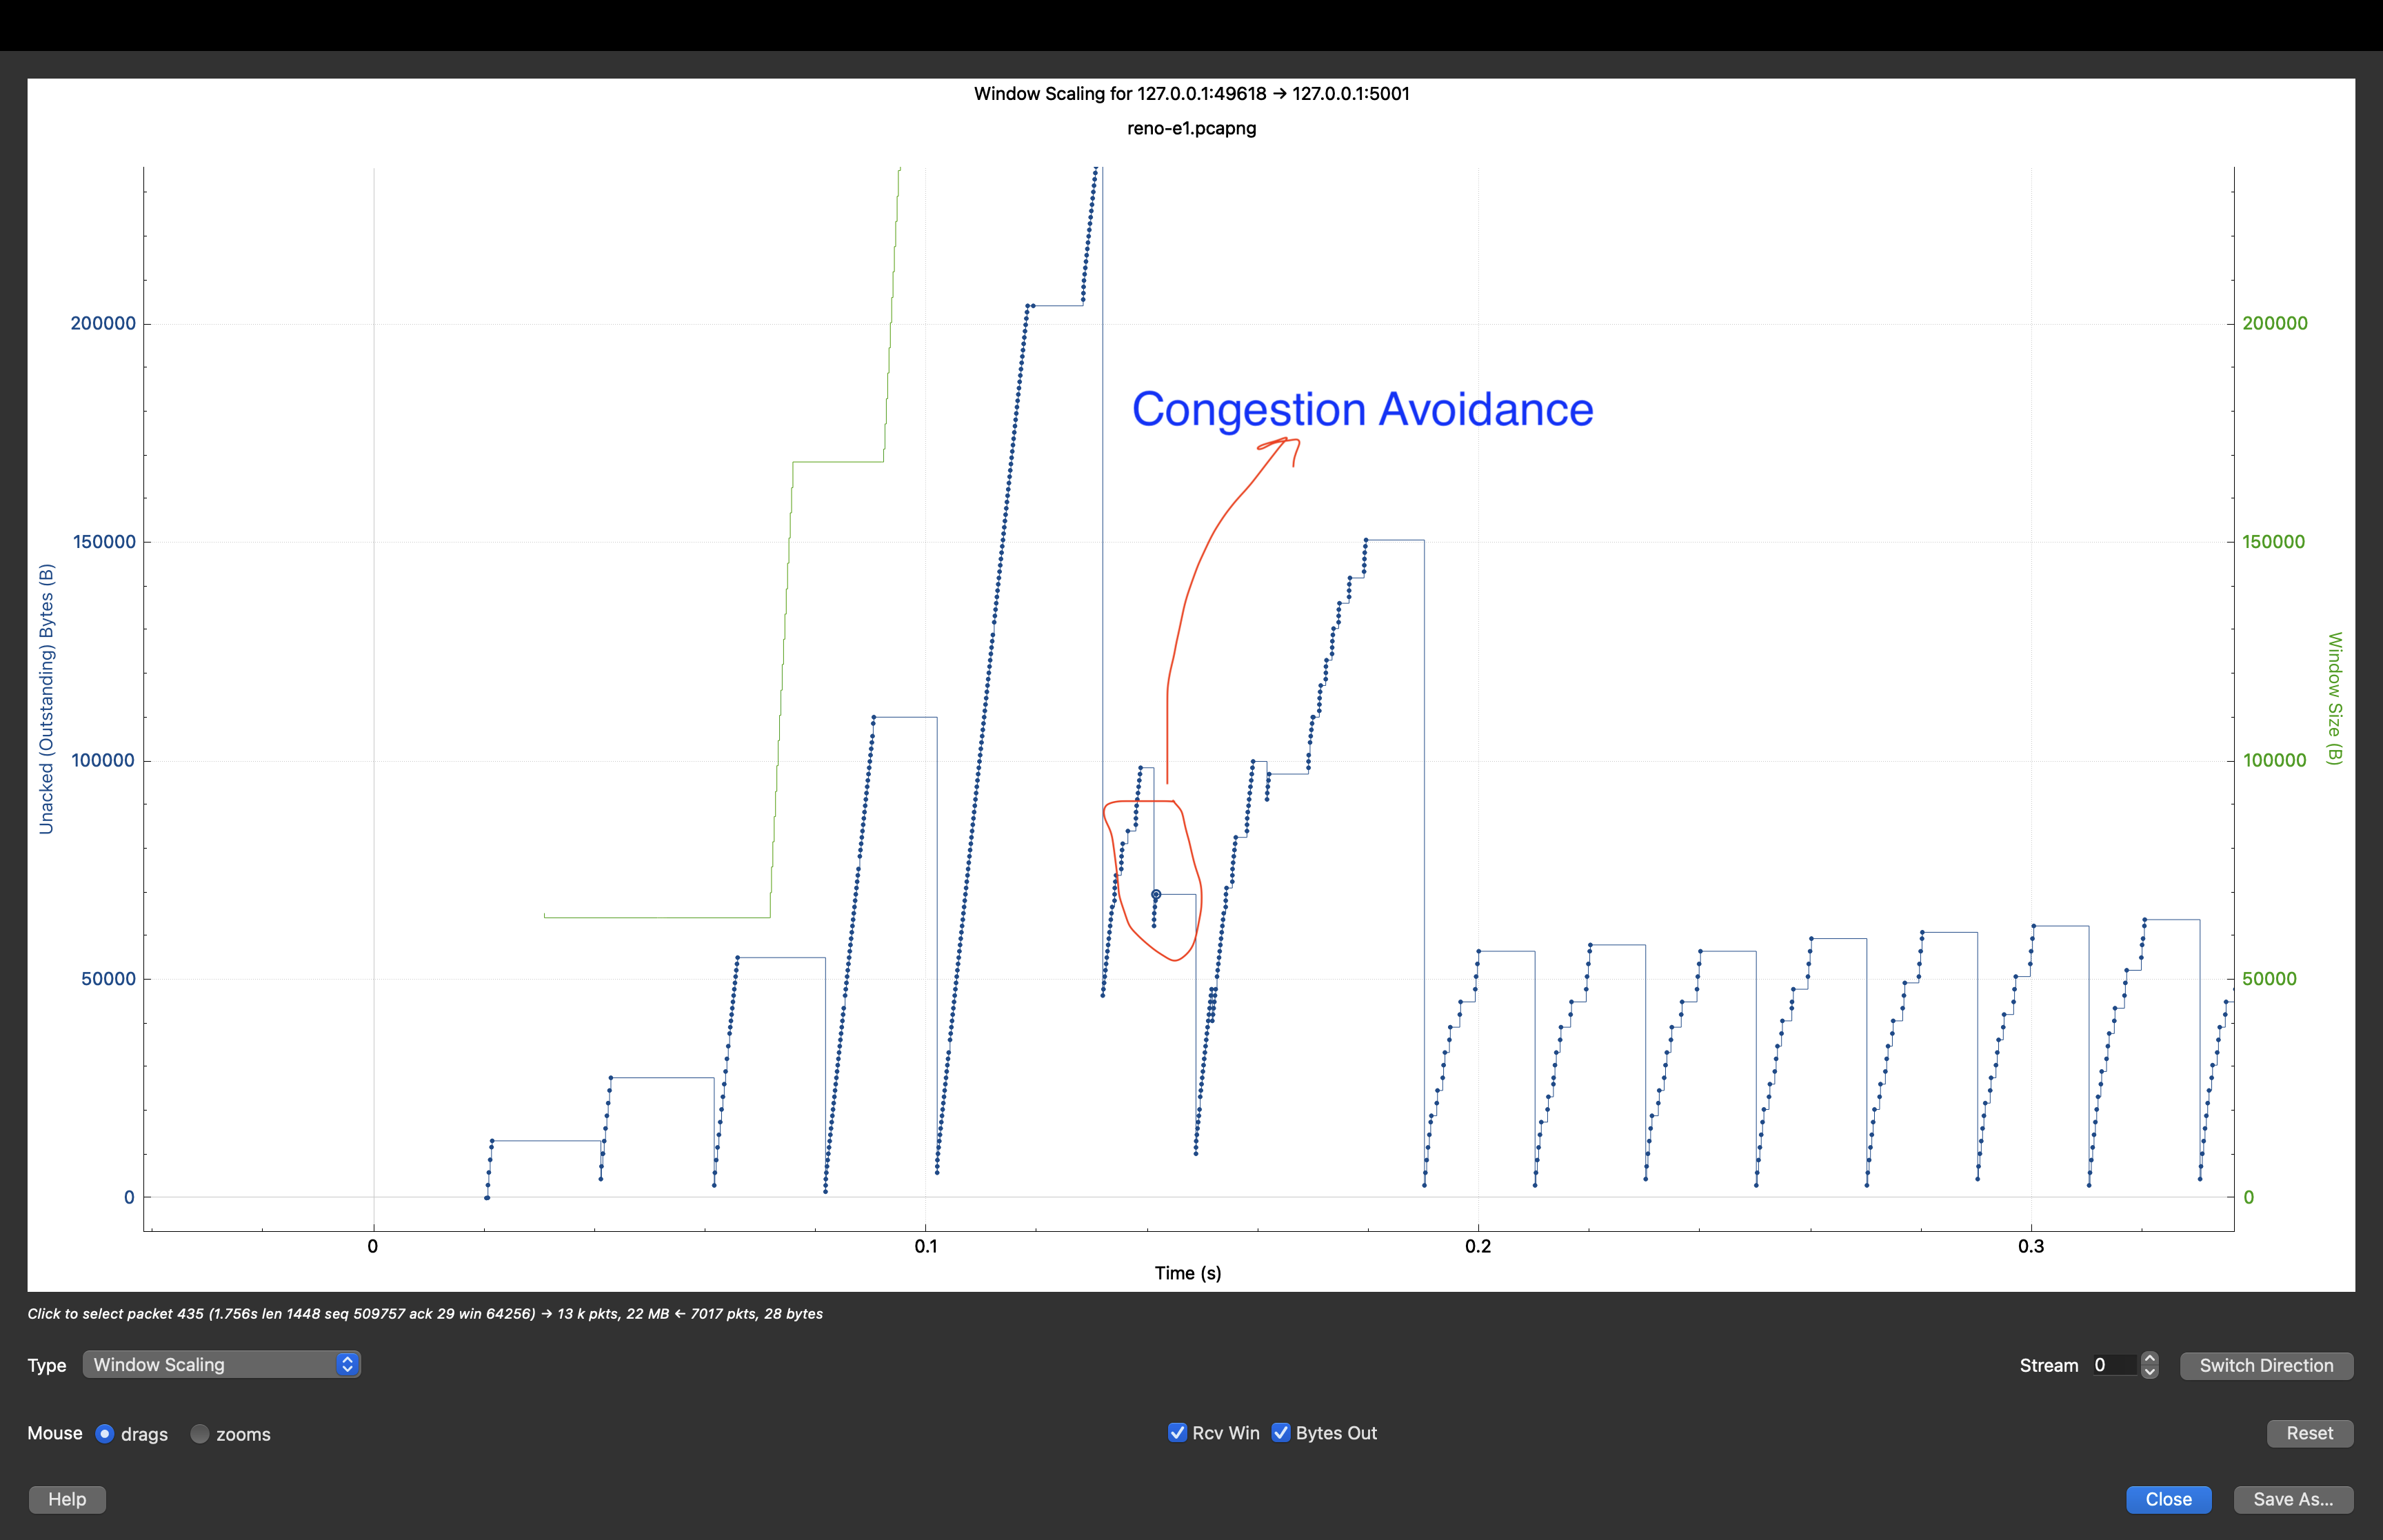 Window Scaling for 127.0.0.1:49618 → 127.0.0.1:5001
reno-e1.pcapng
200000
150000
100000
50000
0
Unacked (Outstanding) Bytes (B)
Congestion Avoidance
200000
150000
100000
50000
0
Window Size (B)
0
0.1
0.2
0.3
Time (s)
Click to select packet 435 (1.756s len 1448 seq 509757 ack 29 win 64256) → 13 k pkts, 22 MB ← 7017 pkts, 28 bytes
Type Window Scaling
Stream 0 Switch Direction
Mouse drags zooms
Rcv Win Bytes Out
Reset
Help
Close Save As...